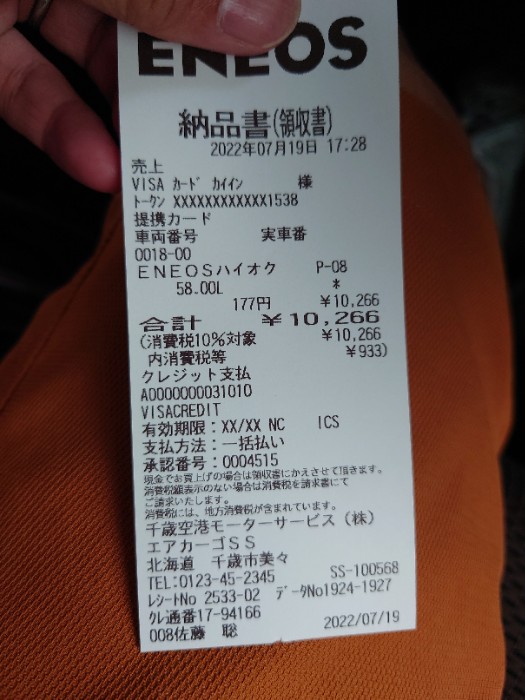 ENEOS
納品書(領収書)
2022年07月19日 17:28
売上
VISA カード カイイン 様
トークン XXXXXXXXXXXX1538
提携カード
車両番号 実車番
0018-00
ENEOSハイオク P-08
58.00L *
177円 ¥10,266
合計 ¥10,266
(消費税10%対象 ¥10,266
内消費税等 ¥933)
クレジット支払
A0000000031010
VISACREDIT
有効期限:XX/XX NC ICS
支払方法:一括払い
承認番号:0004515
現金でお買上げの場合は領収書にかえさせて頂きます。
消費税額表示のない場合は消費税を請求書にて
ご請求いたします。
消費税には、地方消費税が含まれています。
千歳空港モーターサービス(株)
エアカーゴSS
北海道 千歳市美々
TEL:0123-45-2345 SS-100568
レシートNo 2533-02 データNo1924-1927
クレ通番17-94166
008佐藤 聡 2022/07/19